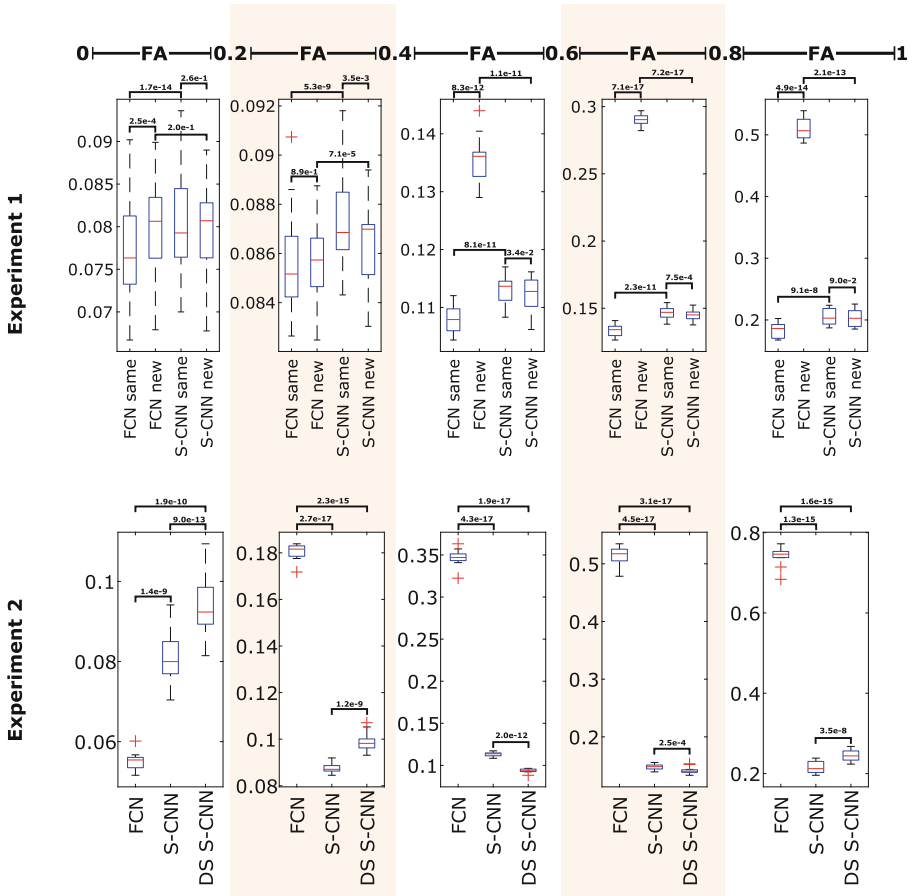 0 FA 0.2 FA 0.4 FA 0.6 FA 0.8 FA 1
Experiment 1
1.7e-14 2.6e-1 2.5e-4 2.0e-1
0.09
0.085
0.08
0.075
0.07
FCN same FCN new S-CNN same S-CNN new
5.3e-9 3.5e-3 8.9e-1 7.1e-5
0.092
0.09
0.088
0.086
0.084
FCN same FCN new S-CNN same S-CNN new
8.3e-12 1.1e-11 8.1e-11 3.4e-2
0.14
0.13
0.12
0.11
FCN same FCN new S-CNN same S-CNN new
7.1e-17 7.2e-17 2.3e-11 7.5e-4
0.3
0.25
0.2
0.15
FCN same FCN new S-CNN same S-CNN new
4.9e-14 2.1e-13 9.1e-8 9.0e-2
0.5
0.4
0.3
0.2
FCN same FCN new S-CNN same S-CNN new
Experiment 2
1.9e-10 9.0e-13 1.4e-9
0.1
0.08
0.06
FCN S-CNN DS S-CNN
2.3e-15 2.7e-17 1.2e-9
0.18
0.16
0.14
0.12
0.1
0.08
FCN S-CNN DS S-CNN
1.9e-17 4.3e-17 2.0e-12
0.35
0.3
0.25
0.2
0.15
0.1
FCN S-CNN DS S-CNN
3.1e-17 4.5e-17 2.5e-4
0.5
0.4
0.3
0.2
FCN S-CNN DS S-CNN
1.6e-15 1.3e-15 3.5e-8
0.8
0.6
0.4
0.2
FCN S-CNN DS S-CNN